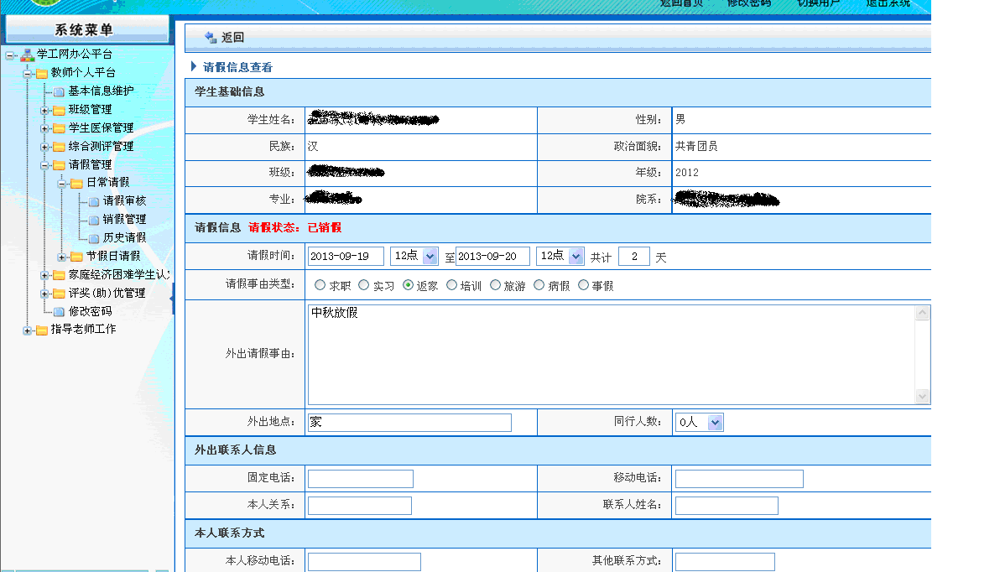 返回首页 修改密码 切换用户 退出系统
系统菜单
学工网办公平台
教师个人平台
基本信息维护
班级管理
学生医保管理
综合测评管理
请假管理
日常请假
请假审核
销假管理
历史请假
节假日请假
家庭经济困难学生认
评奖(助)优管理
修改密码
指导老师工作
返回
请假信息查看
学生基础信息
学生姓名: 性别: 男
民族: 汉 政治面貌: 共青团员
班级: 年级: 2012
专业: 院系:
请假信息 请假状态: 已销假
请假时间: 2013-09-19 12点 至 2013-09-20 12点 共计 2 天
请假事由类型: 求职 实习 返家 培训 旅游 病假 事假
外出请假事由: 中秋放假
外出地点: 家 同行人数: 0人
外出联系人信息
固定电话: 移动电话:
本人关系: 联系人姓名:
本人联系方式
本人移动电话: 其他联系方式: